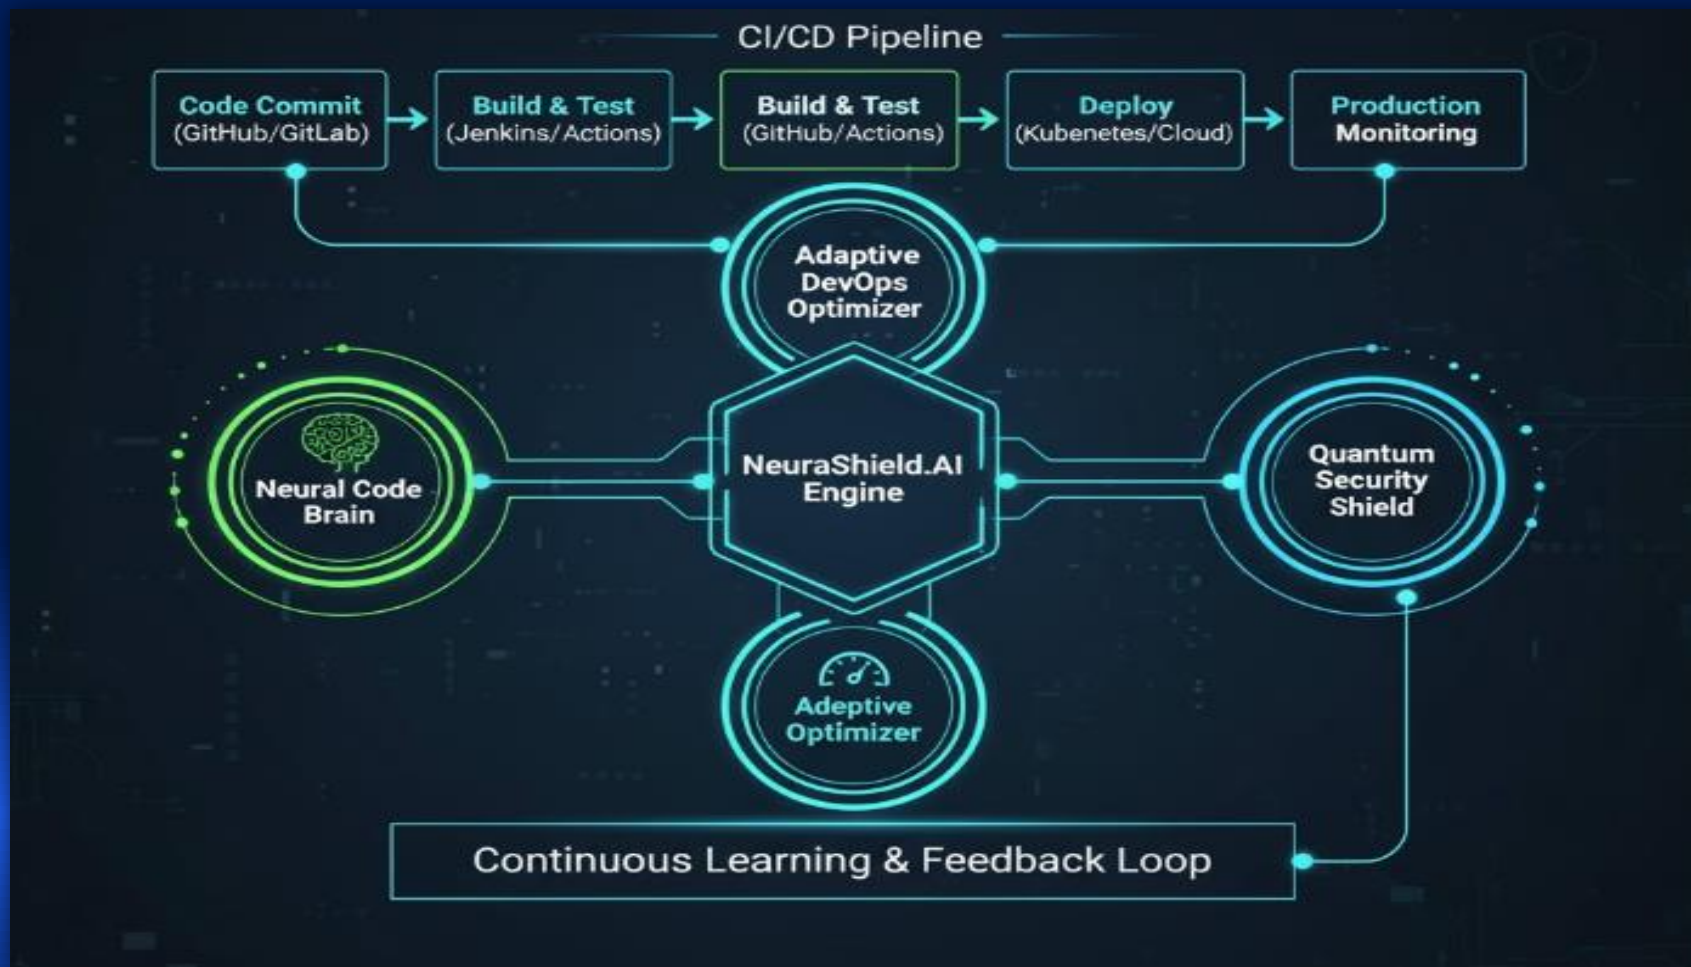 CI/CD Pipeline
Code Commit
(GitHub/GitLab)
Build & Test
(Jenkins/Actions)
Build & Test
(GitHub/Actions)
Deploy
(Kubenetes/Cloud)
Production
Monitoring
Adaptive
DevOps
Optimizer
Neural Code
Brain
NeuraShield.AI
Engine
Quantum
Security
Shield
Adeptive
Optimizer
Continuous Learning & Feedback Loop